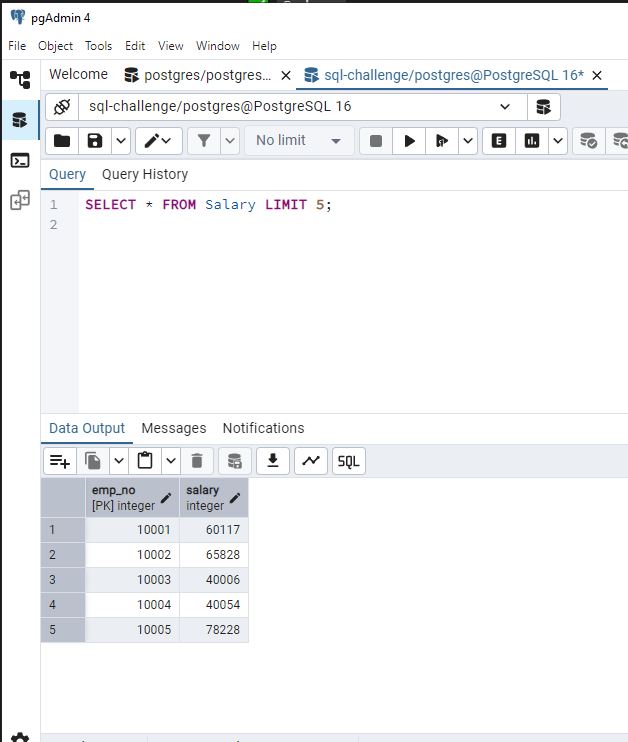 pgAdmin 4
File Object Tools Edit View Window Help
Welcome postgres/postgres... sql-challenge/postgres@PostgreSQL 16*
sql-challenge/postgres@PostgreSQL 16
No limit E
Query Query History
1 SELECT * FROM Salary LIMIT 5;
2
Data Output Messages Notifications
SQL
emp_no salary
[PK] integer integer
1 10001 60117
2 10002 65828
3 10003 40006
4 10004 40054
5 10005 78228